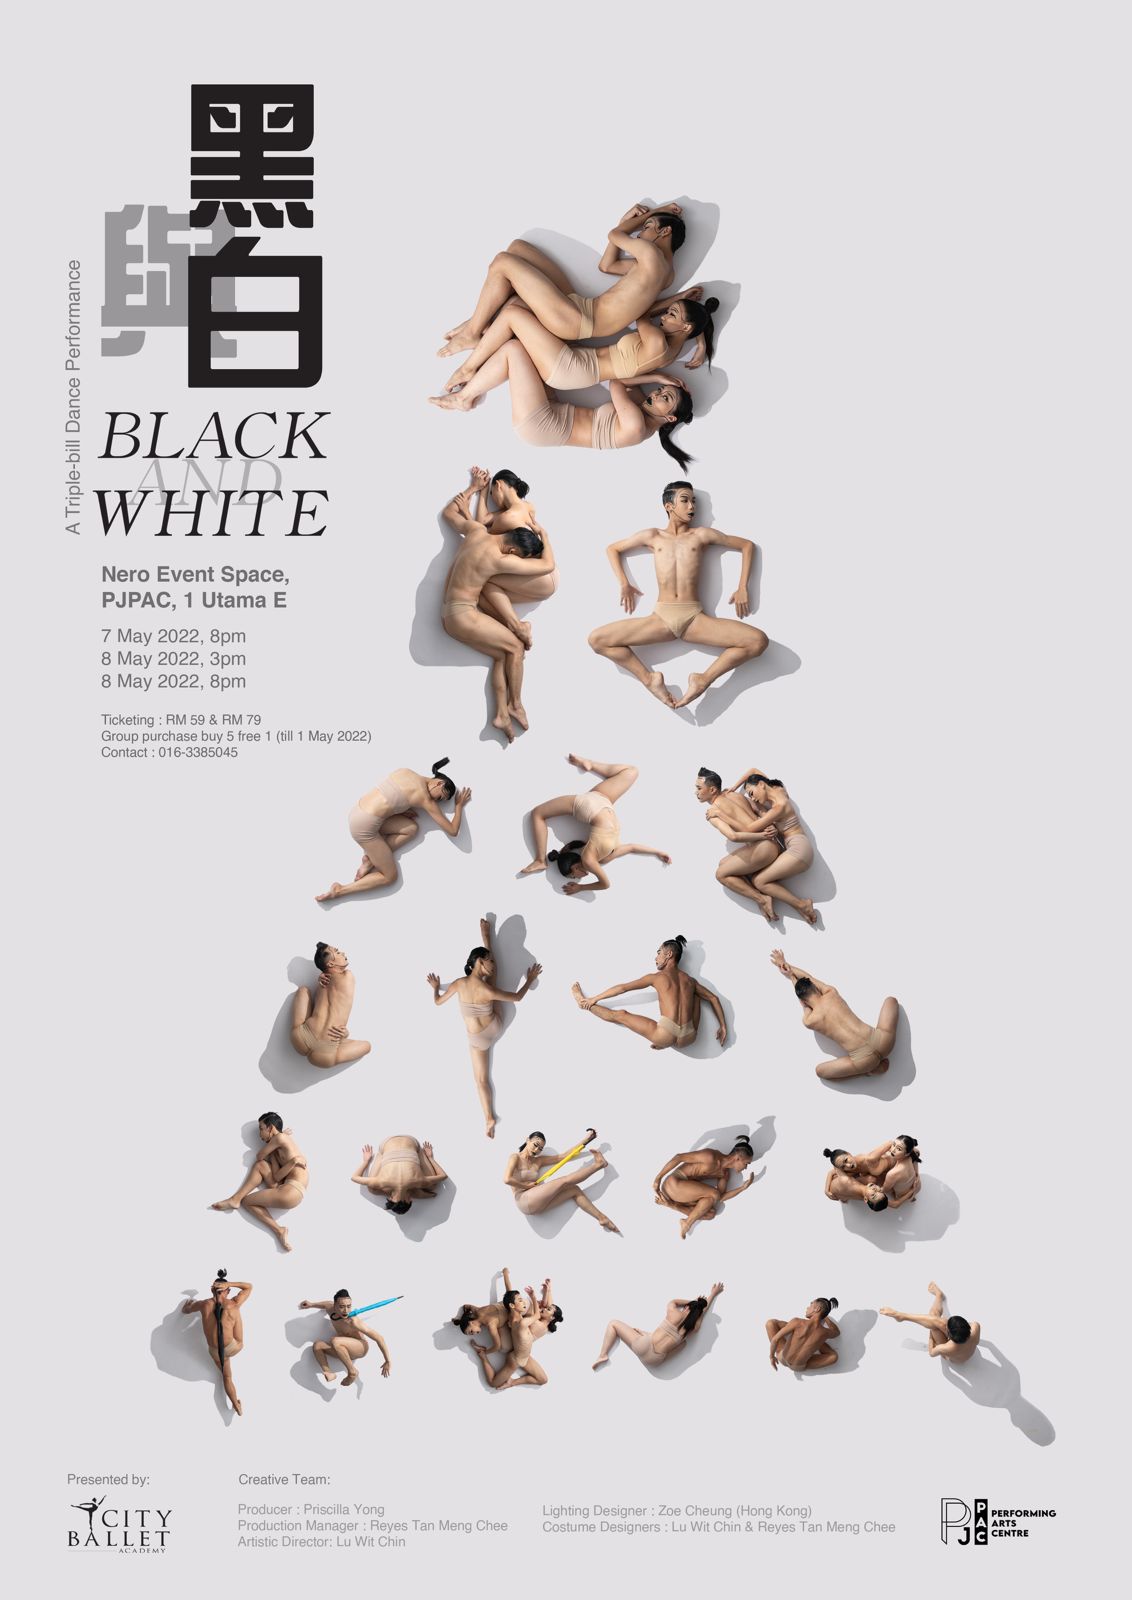 黑
與
白
A Triple-bill Dance Performance
BLACK
AND
WHITE
Nero Event Space,
PJPAC, 1 Utama E
7 May 2022, 8pm
8 May 2022, 3pm
8 May 2022, 8pm
Ticketing : RM 59 & RM 79
Group purchase buy 5 free 1 (till 1 May 2022)
Contact : 016-3385045
Presented by:
CITY
BALLET
ACADEMY
Creative Team:
Producer : Priscilla Yong
Production Manager : Reyes Tan Meng Chee
Artistic Director: Lu Wit Chin
Lighting Designer : Zoe Cheung (Hong Kong)
Costume Designers : Lu Wit Chin & Reyes Tan Meng Chee
PJ
PAC
PERFORMING
ARTS
CENTRE